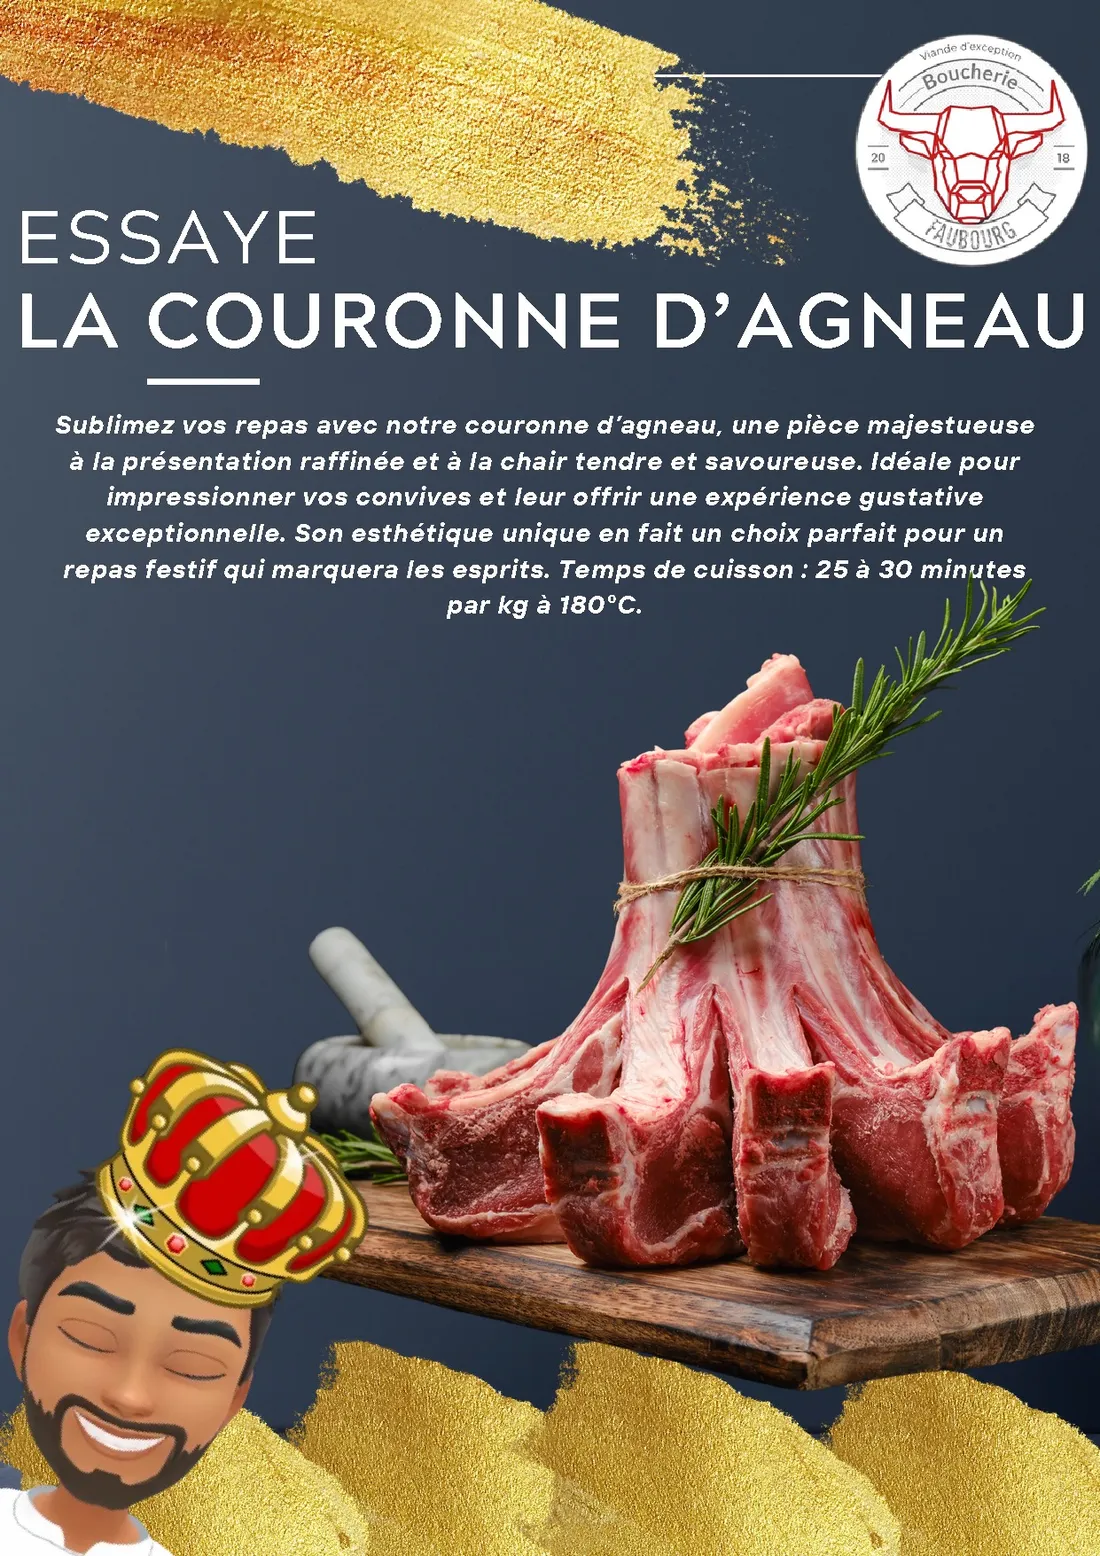 Viande d'exception
Boucherie
20 18
FAUBOURG
ESSAYE
LA COURONNE D’AGNEAU
Sublimez vos repas avec notre couronne d’agneau, une pièce majestueuse
à la présentation raffinée et à la chair tendre et savoureuse. Idéale pour
impressionner vos convives et leur offrir une expérience gustative
exceptionnelle. Son esthétique unique en fait un choix parfait pour un
repas festif qui marquera les esprits. Temps de cuisson : 25 à 30 minutes
par kg à 180°C.